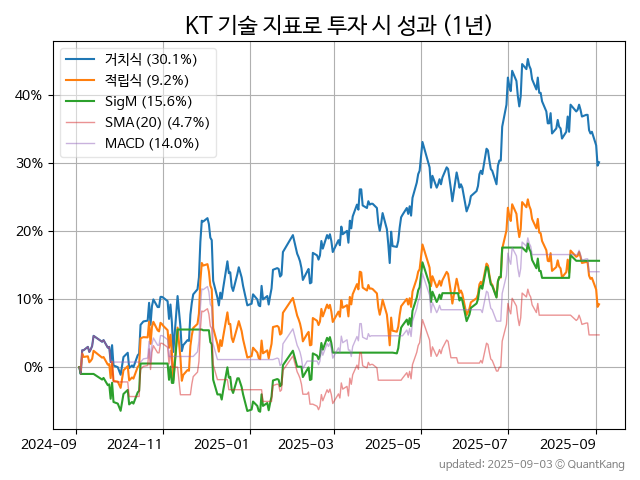 KT 기술 지표로 투자 시 성과 (1년)
거치식 (30.1%)
적립식 (9.2%)
SigM (15.6%)
SMA(20) (4.7%)
MACD (14.0%)
40%
30%
20%
10%
0%
2024-09 2024-11 2025-01 2025-03 2025-05 2025-07 2025-09
updated: 2025-09-03 © QuantKang